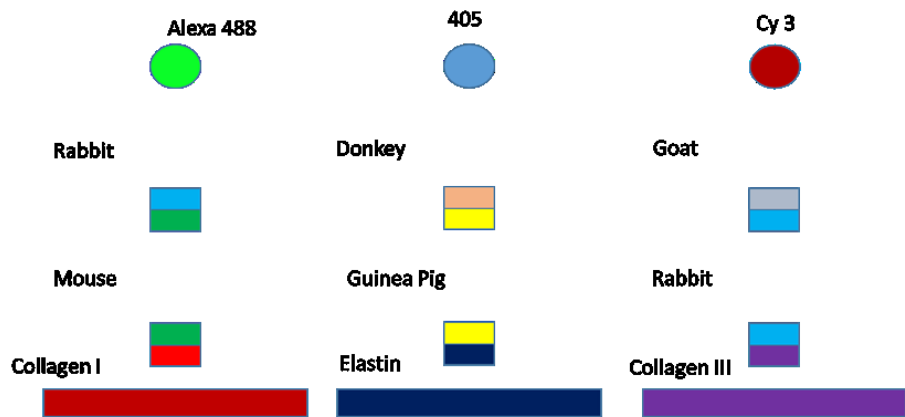 Alexa 488
405
Cy 3
Rabbit
Donkey
Goat
Mouse
Guinea Pig
Rabbit
Collagen I
Elastin
Collagen III